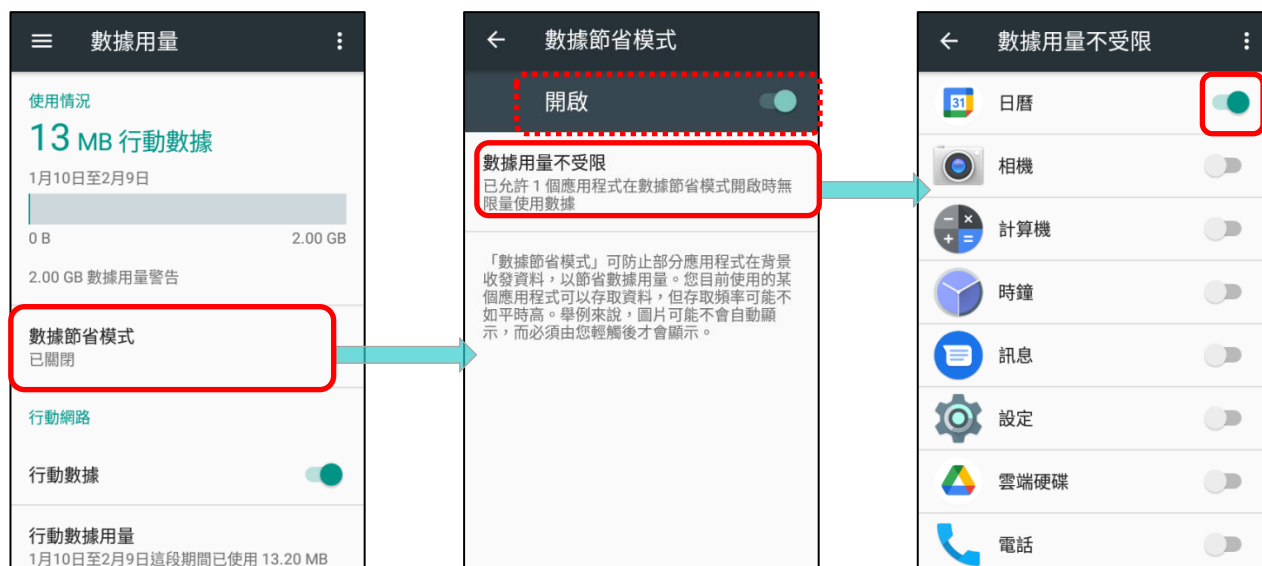 數據用量
使用情況
13 MB 行動數據
1月10日至2月9日
0 B
2.00 GB
2.00 GB 數據用量警告
數據節省模式
已關閉
行動網路
行動數據
行動數據用量
1月10日至2月9日這段期間已使用 13.20 MB
數據節省模式
開啟
數據用量不受限
已允許 1 個應用程式在數據節省模式開啟時無
限量使用數據
「數據節省模式」可防止部分應用程式在背景
收發資料，以節省數據用量。您目前使用的某
個應用程式可以存取資料，但存取頻率可能不
如平時高。舉例來說，圖片可能不會自動顯
示，而必須由您輕觸後才會顯示。
數據用量不受限
31
日曆
相機
計算機
時鐘
訊息
設定
雲端硬碟
電話